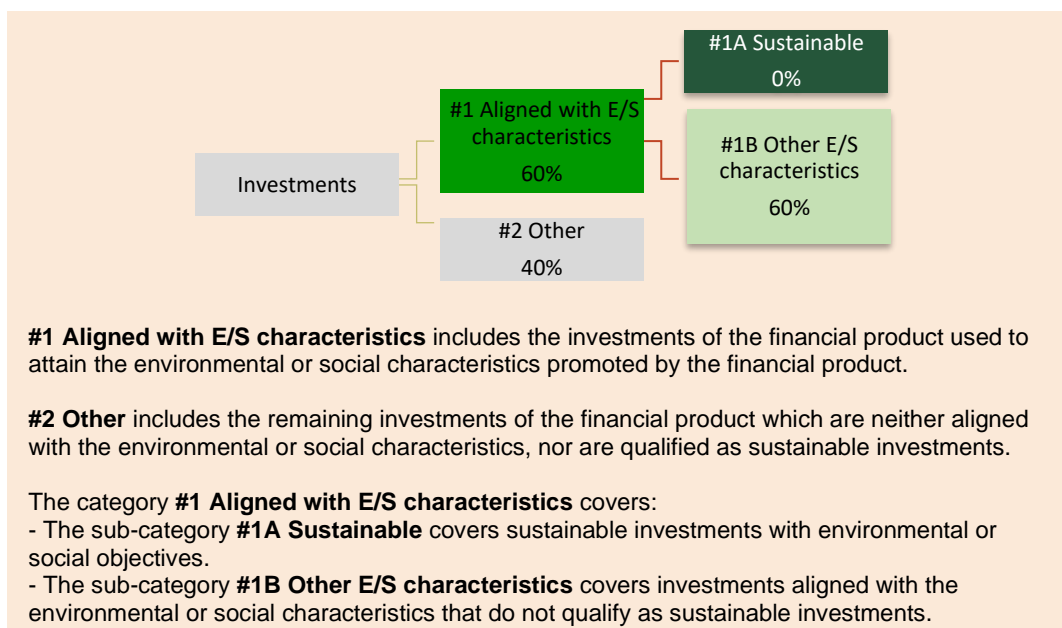 #1A Sustainable
0%
#1 Aligned with E/S
characteristics
60%
#1B Other E/S
characteristics
60%
Investments
#2 Other
40%
#1 Aligned with E/S characteristics includes the investments of the financial product used to
attain the environmental or social characteristics promoted by the financial product.
#2 Other includes the remaining investments of the financial product which are neither aligned
with the environmental or social characteristics, nor are qualified as sustainable investments.
The category #1 Aligned with E/S characteristics covers:
- The sub-category #1A Sustainable covers sustainable investments with environmental or
social objectives.
- The sub-category #1B Other E/S characteristics covers investments aligned with the
environmental or social characteristics that do not qualify as sustainable investments.